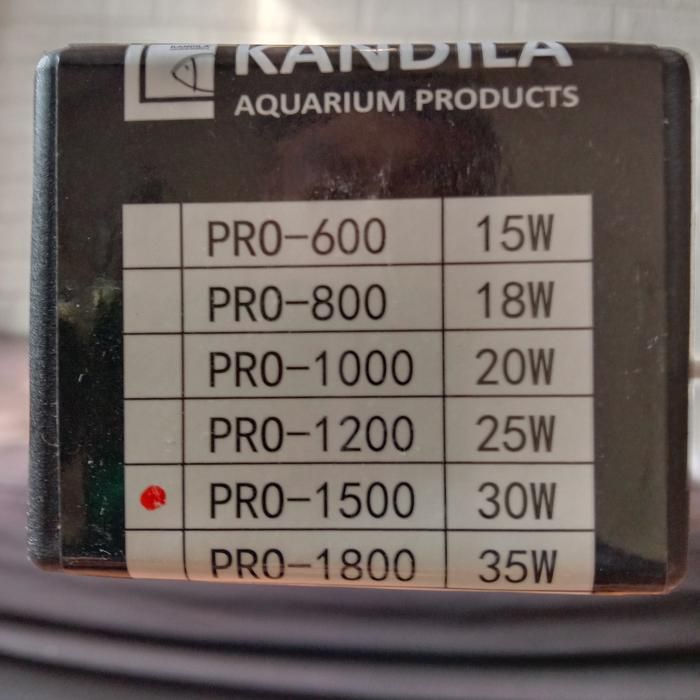 KANDILA
AQUARIUM PRODUCTS
PRO-600 15W
PRO-800 18W
PRO-1000 20W
PRO-1200 25W
PRO-1500 30W
PRO-1800 35W